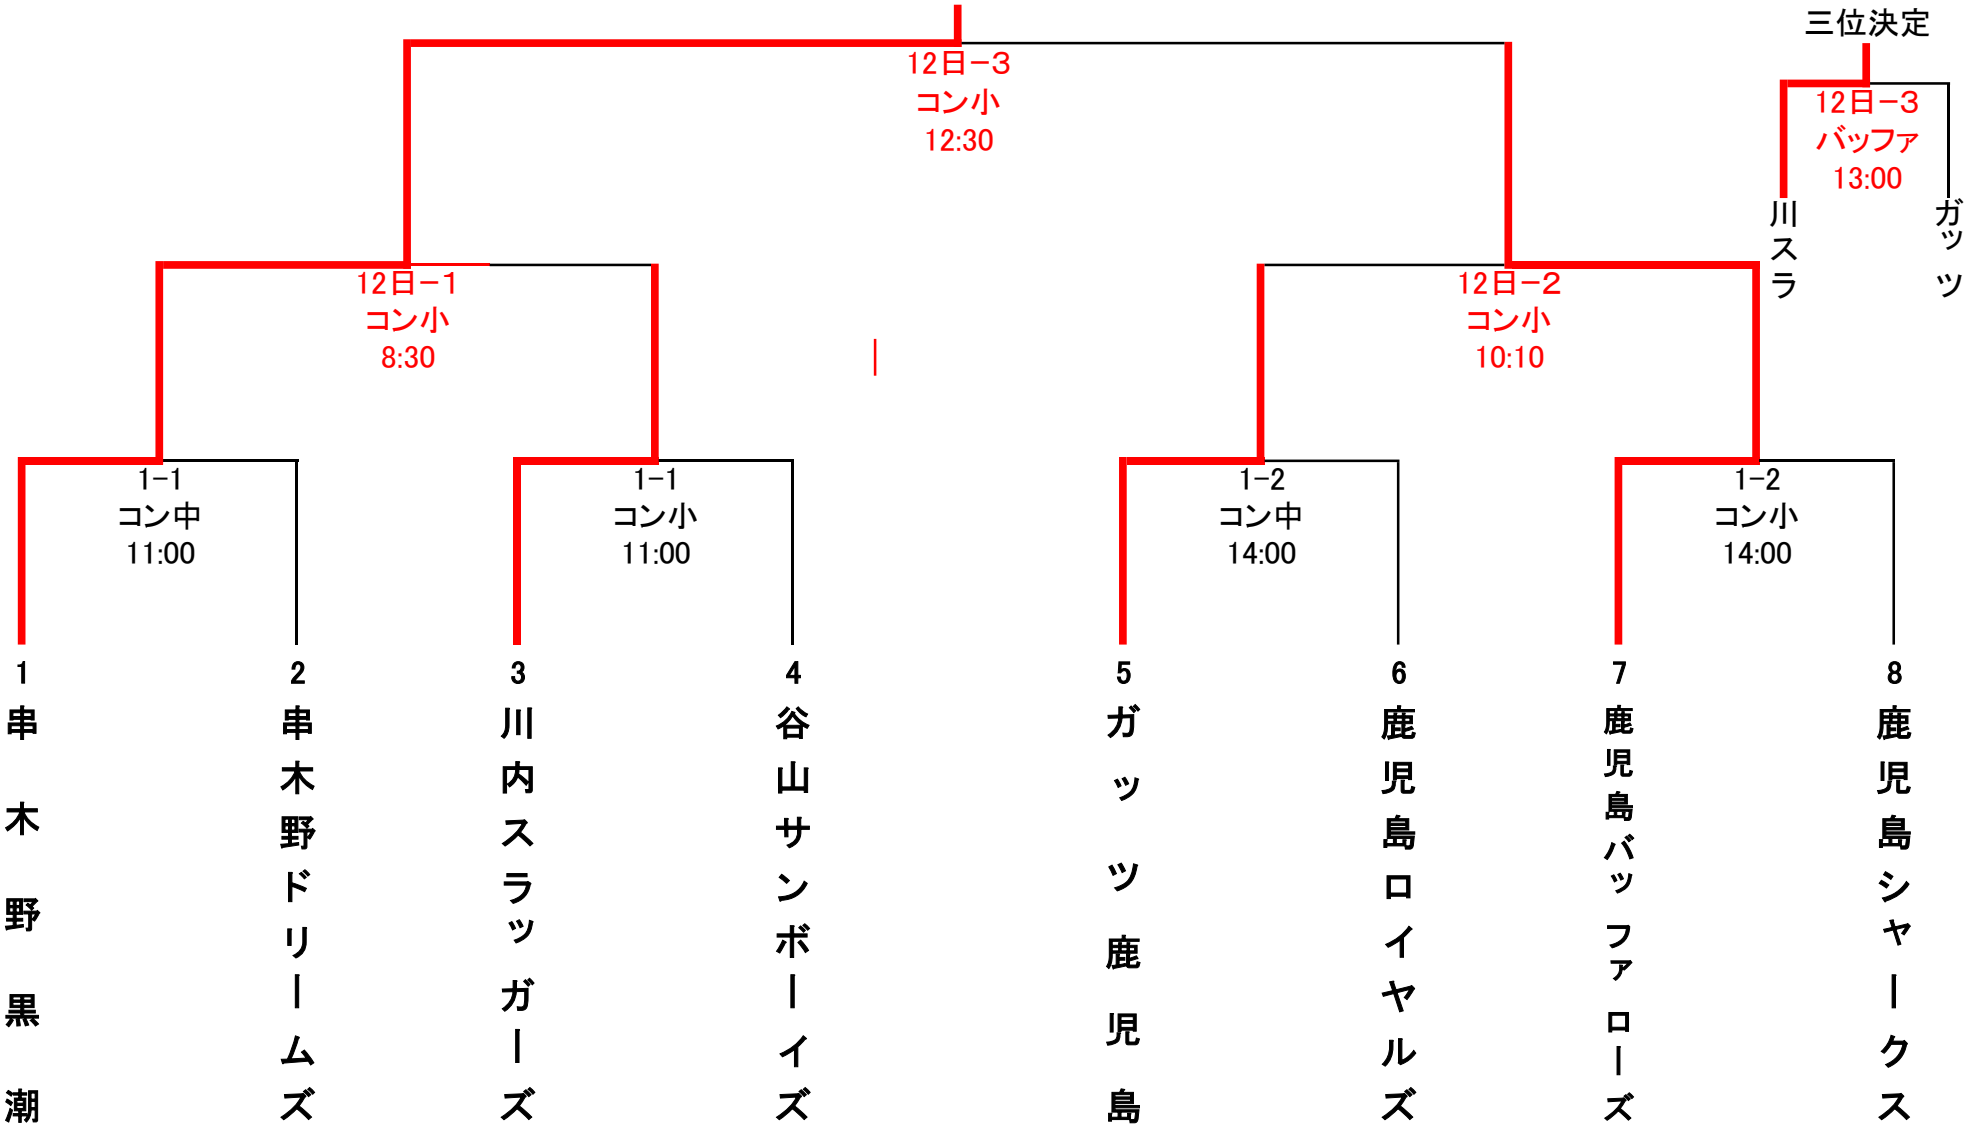 三位決定
12日−3
コン小
12:30
12日−3
バッファ
13:00
川スラ
ガッツ
12日−1
コン小
8:30
12日−2
コン小
10:10
1−1
コン中
11:00
1−1
コン小
11:00
1−2
コン中
14:00
1−2
コン小
14:00
1
串木野黒潮
2
串木野ドリームズ
3
川内スラッガーズ
4
谷山サンボーイズ
5
ガッツ鹿児島
6
鹿児島ロイヤルズ
7
鹿児島バッファローズ
8
鹿児島シャークス